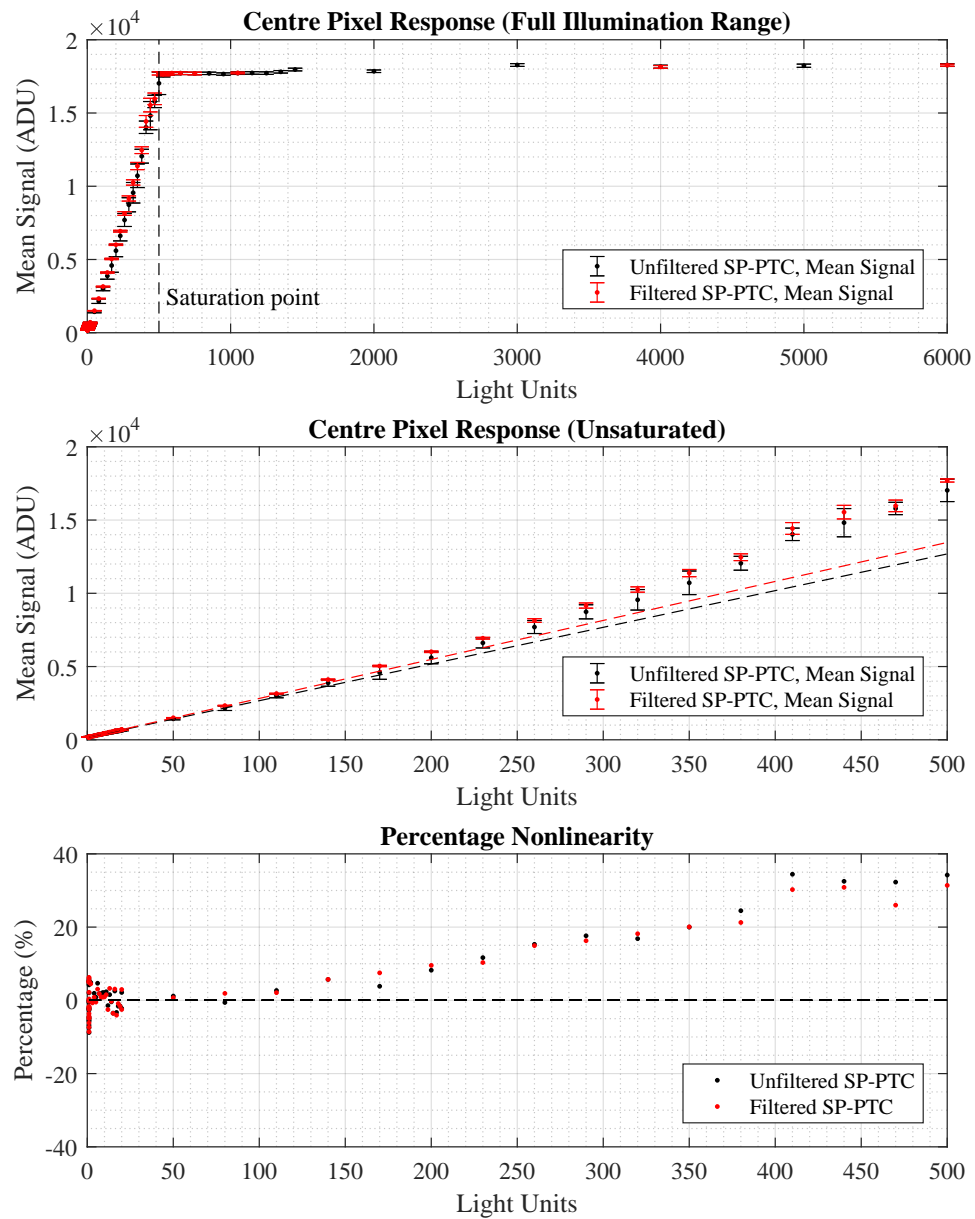 Centre Pixel Response (Full Illumination Range)
×10⁴
2
1.5
1
0.5
0
Mean Signal (ADU)
Saturation point
Unfiltered SP-PTC, Mean Signal
Filtered SP-PTC, Mean Signal
0 1000 2000 3000 4000 5000 6000
Light Units
Centre Pixel Response (Unsaturated)
×10⁴
2
1.5
1
0.5
0
Mean Signal (ADU)
Unfiltered SP-PTC, Mean Signal
Filtered SP-PTC, Mean Signal
0 50 100 150 200 250 300 350 400 450 500
Light Units
Percentage Nonlinearity
40
20
0
-20
-40
Percentage (%)
Unfiltered SP-PTC
Filtered SP-PTC
0 50 100 150 200 250 300 350 400 450 500
Light Units